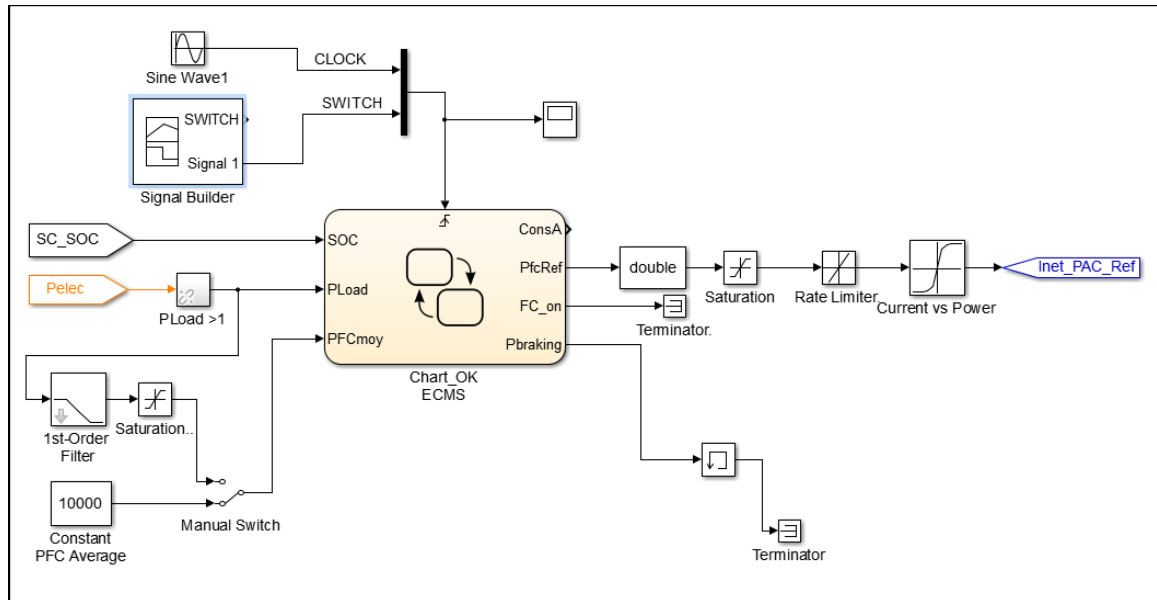 CLOCK
Sine Wave1
SWITCH
SWITCH
Signal 1
Signal Builder
SC_SOC
Pelec
PLoad >1
SOC
PLoad
PFCmoy
ConsA
PfcRef
FC_on
Pbraking
Chart_OK
ECMS
double
Saturation
Rate Limiter.
Current vs Power
Inet_PAC_Ref
Terminator.
1st-Order
Filter
Saturation..
10000
Constant
PFC Average
Manual Switch
Terminator